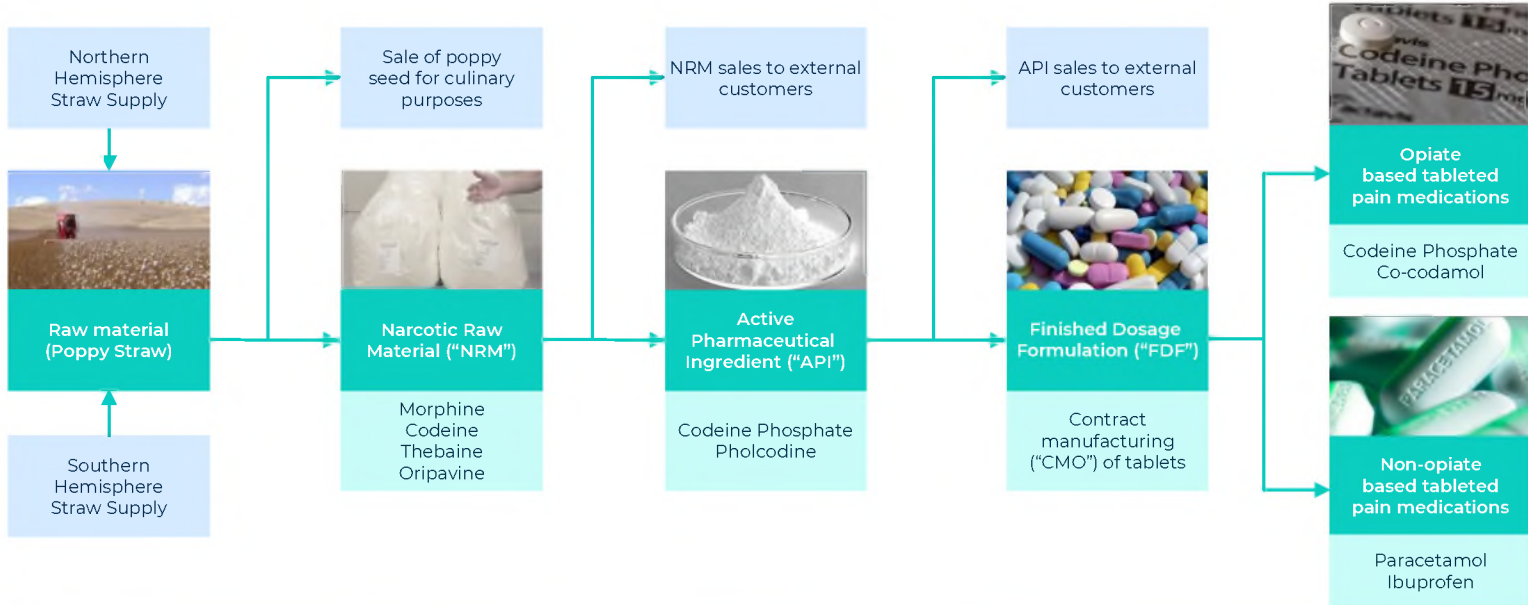 Northern
Hemisphere
Straw Supply
Raw material
(Poppy Straw)
Southern
Hemisphere
Straw Supply
Sale of poppy
seed for culinary
purposes
Narcotic Raw
Material (“NRM”)
Morphine
Codeine
Thebaine
Oripavine
NRM sales to external
customers
Active
Pharmaceutical
Ingredient (“API”)
Codeine Phosphate
Pholcodine
API sales to external
customers
Finished Dosage
Formulation (“FDF”)
Contract
manufacturing
(“CMO”) of tablets
Codeine Pho
Tablets 15
Opiate
based tableted
pain medications
Codeine Phosphate
Co-codamol
PARACETAMOL
Non-opiate
based tableted
pain medications
Paracetamol
Ibuprofen